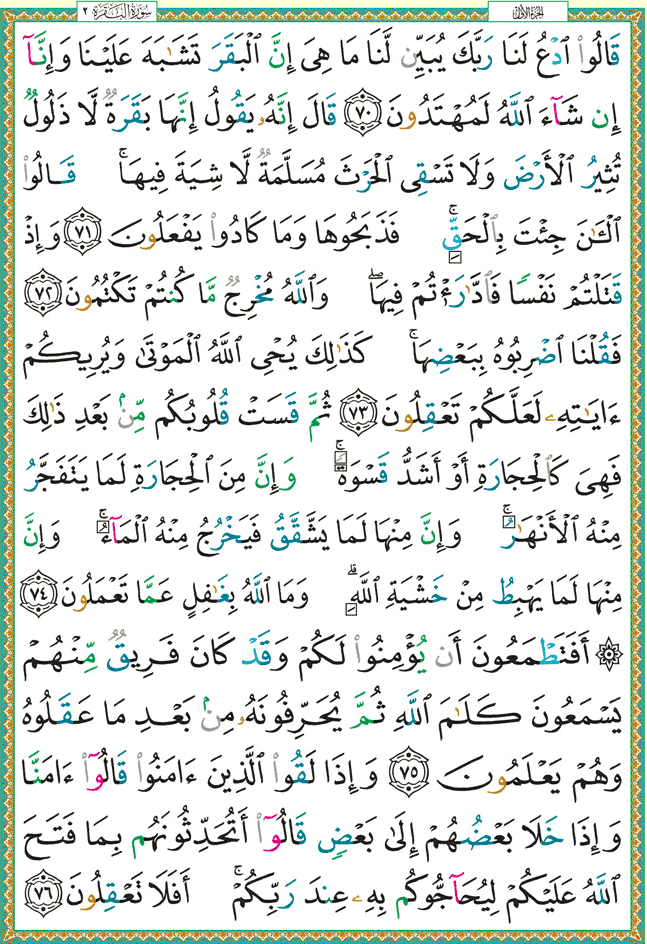 الجزء الأول
سورة البقرة ٢
قَالُوا۟ ٱدْعُ لَنَا رَبَّكَ يُبَيِّن لَّنَا مَا هِىَ إِنَّ ٱلْبَقَرَ تَشَـٰبَهَ عَلَيْنَا وَإِنَّآ
إِن شَآءَ ٱللَّهُ لَمُهْتَدُونَ ٧٠ قَالَ إِنَّهُۥ يَقُولُ إِنَّهَا بَقَرَةٌ لَّا ذَلُولٌ
تُثِيرُ ٱلْأَرْضَ وَلَا تَسْقِى ٱلْحَرْثَ مُسَلَّمَةٌ لَّا شِيَةَ فِيهَا ۚ قَالُوا۟
ٱلْـَٔـٰنَ جِئْتَ بِٱلْحَقِّ ۚ فَذَبَحُوهَا وَمَا كَادُوا۟ يَفْعَلُونَ ٧١ وَإِذْ
قَتَلْتُمْ نَفْسًا فَٱدَّٰرَْٰٔتُمْ فِيهَا ۖ وَٱللَّهُ مُخْرِجٌ مَّا كُنتُمْ تَكْتُمُونَ ٧٢
فَقُلْنَا ٱضْرِبُوهُ بِبَعْضِهَا ۚ كَذَٰلِكَ يُحْىِ ٱللَّهُ ٱلْمَوْتَىٰ وَيُرِيكُمْ
ءَايَـٰتِهِۦ لَعَلَّكُمْ تَعْقِلُونَ ٧٣ ثُمَّ قَسَتْ قُلُوبُكُم مِّنۢ بَعْدِ ذَٰلِكَ
فَهِىَ كَٱلْحِجَارَةِ أَوْ أَشَدُّ قَسْوَةً ۚ وَإِنَّ مِنَ ٱلْحِجَارَةِ لَمَا يَتَفَجَّرُ
مِنْهُ ٱلْأَنْهَـٰرُ ۚ وَإِنَّ مِنْهَا لَمَا يَشَّقَّقُ فَيَخْرُجُ مِنْهُ ٱلْمَآءُ ۚ وَإِنَّ
مِنْهَا لَمَا يَهْبِطُ مِنْ خَشْيَةِ ٱللَّهِ ۗ وَمَا ٱللَّهُ بِغَـٰفِلٍ عَمَّا تَعْمَلُونَ ٧٤
۞ أَفَتَطْمَعُونَ أَن يُؤْمِنُوا۟ لَكُمْ وَقَدْ كَانَ فَرِيقٌ مِّنْهُمْ
يَسْمَعُونَ كَلَـٰمَ ٱللَّهِ ثُمَّ يُحَرِّفُونَهُۥ مِنۢ بَعْدِ مَا عَقَلُوهُ
وَهُمْ يَعْلَمُونَ ٧٥ وَإِذَا لَقُوا۟ ٱلَّذِينَ ءَامَنُوا۟ قَالُوٓا۟ ءَامَنَّا
وَإِذَا خَلَا بَعْضُهُمْ إِلَىٰ بَعْضٍ قَالُوٓا۟ أَتُحَدِّثُونَهُم بِمَا فَتَحَ
ٱللَّهُ عَلَيْكُمْ لِيُحَآجُّوكُم بِهِۦ عِندَ رَبِّكُمْ ۚ أَفَلَا تَعْقِلُونَ ٧٦